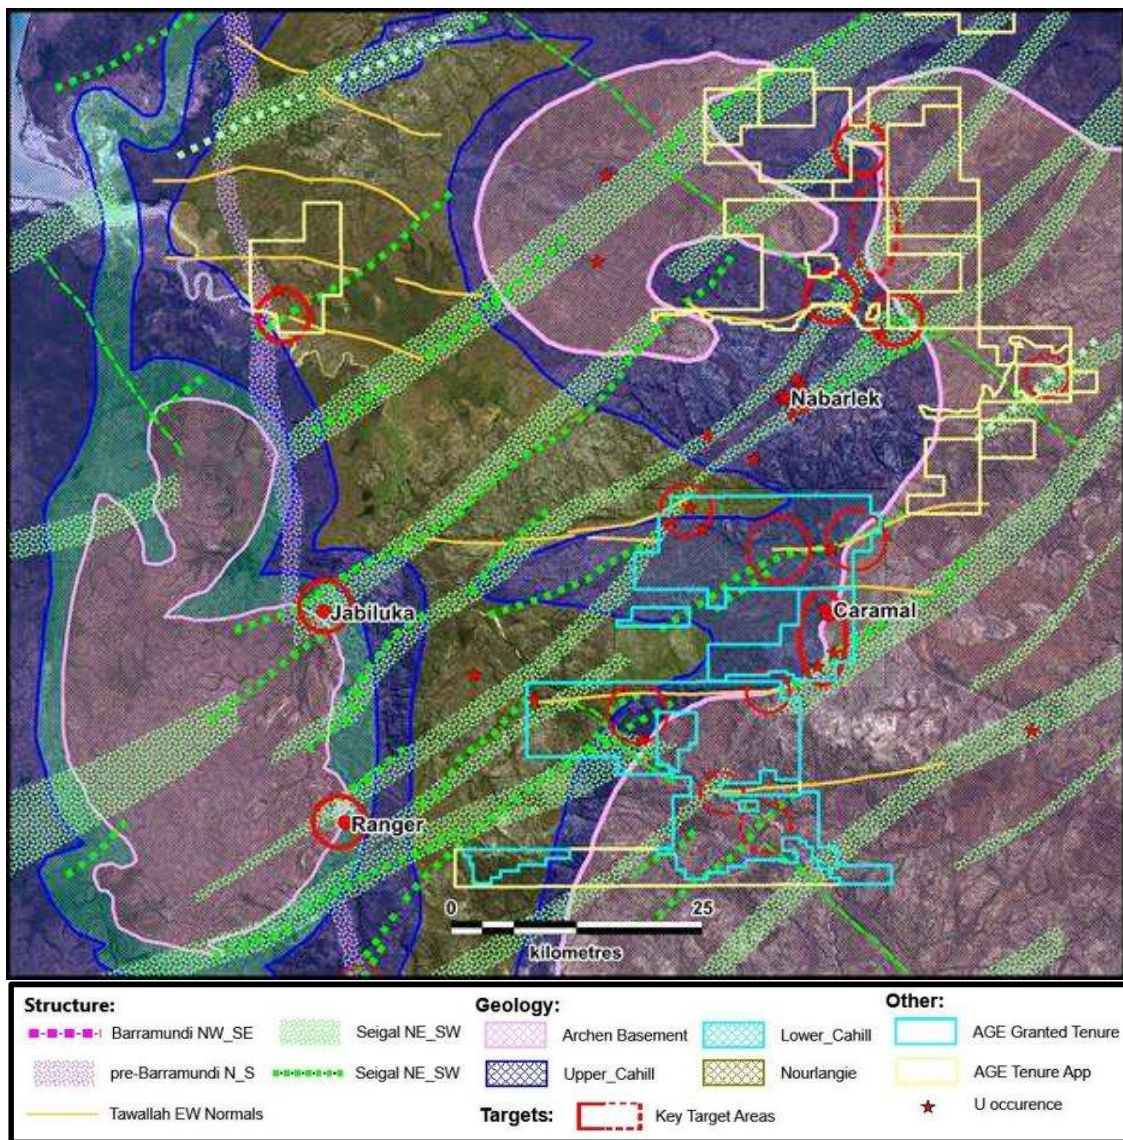 Nabarlek
Jabiluka
Caramal
Ranger
0 25
kilometres
Structure: Geology: Other:
Barramundi NW_SE Seigal NE_SW Archen Basement Lower_Cahill AGE Granted Tenure
pre-Barramundi N_S Seigal NE_SW Upper_Cahill Nourlangie AGE Tenure App
Tawallah EW Normals Targets: Key Target Areas U occurence